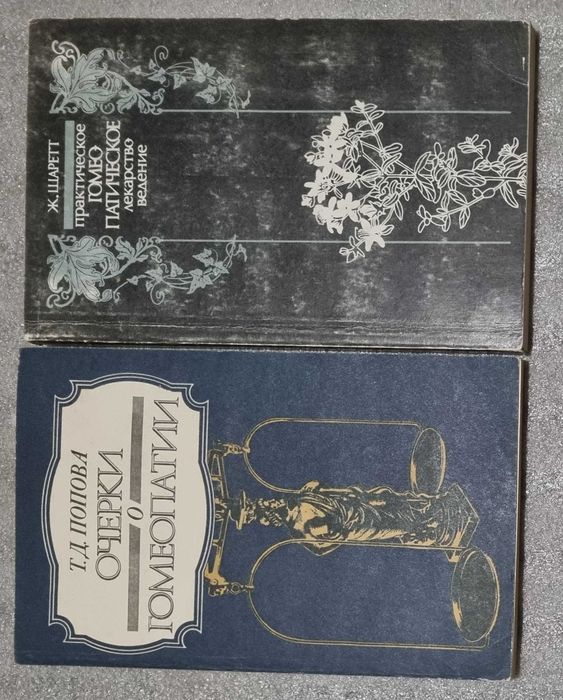 Ж. ШАРЕТТ
практическое
ГОМЕО-
ПАТИЧЕСКОЕ
лекарство
ведение
Т. Д. ПОПОВА
ОЧЕРКИ
О
ГОМЕОПАТИИ